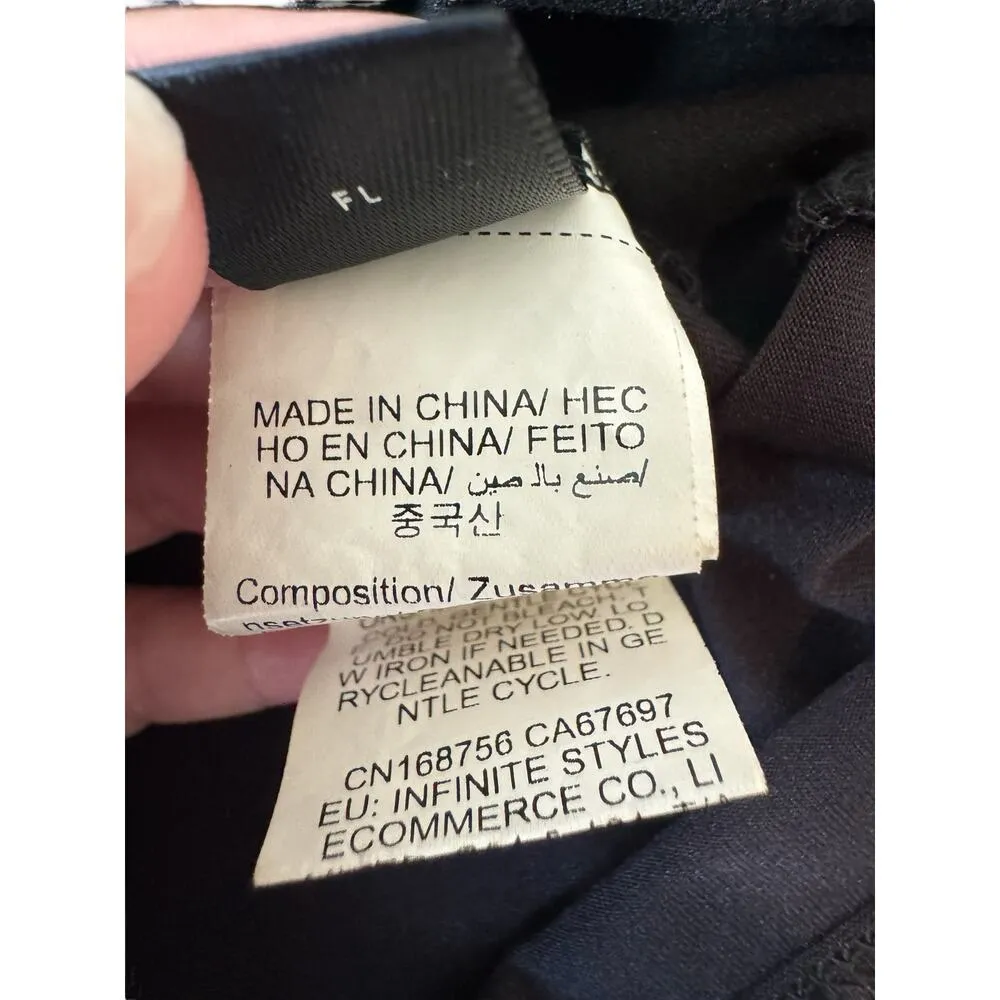 FL
MADE IN CHINA/ HEC
HO EN CHINA/ FEITO
NA CHINA/ صنع بالصين/
중국산
Composition/ Zusamm
DO NOT BLEACH. T
UMBLE DRY LOW LO
W IRON IF NEEDED. D
RYCLEANABLE IN GE
NTLE CYCLE.
CN168756 CA67697
EU: INFINITE STYLES
ECOMMERCE CO., LI